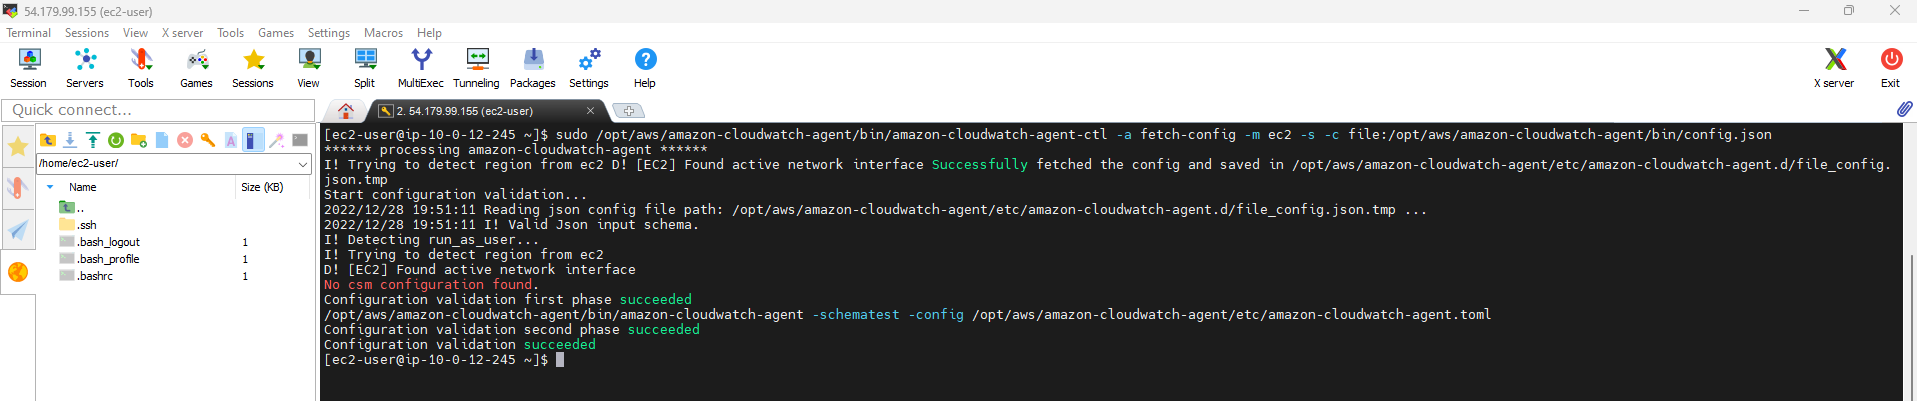 54.179.99.155 (ec2-user)
Terminal Sessions View X server Tools Games Settings Macros Help
Session Servers Tools Games Sessions View Split MultiExec Tunneling Packages Settings Help X server Exit
Quick connect...
2. 54.179.99.155 (ec2-user)
/home/ec2-user/
Name Size (KB)
..
.ssh
.bash_logout 1
.bash_profile 1
.bashrc 1
[ec2-user@ip-10-0-12-245 ~]$ sudo /opt/aws/amazon-cloudwatch-agent/bin/amazon-cloudwatch-agent-ctl -a fetch-config -m ec2 -s -c file:/opt/aws/amazon-cloudwatch-agent/bin/config.json
****** processing amazon-cloudwatch-agent ******
I! Trying to detect region from ec2 D! [EC2] Found active network interface Successfully fetched the config and saved in /opt/aws/amazon-cloudwatch-agent/etc/amazon-cloudwatch-agent.d/file_config.
json.tmp
Start configuration validation...
2022/12/28 19:51:11 Reading json config file path: /opt/aws/amazon-cloudwatch-agent/etc/amazon-cloudwatch-agent.d/file_config.json.tmp ...
2022/12/28 19:51:11 I! Valid Json input schema.
I! Detecting run_as_user...
I! Trying to detect region from ec2
D! [EC2] Found active network interface
No csm configuration found.
Configuration validation first phase succeeded
/opt/aws/amazon-cloudwatch-agent/bin/amazon-cloudwatch-agent -schematest -config /opt/aws/amazon-cloudwatch-agent/etc/amazon-cloudwatch-agent.toml
Configuration validation second phase succeeded
Configuration validation succeeded
[ec2-user@ip-10-0-12-245 ~]$